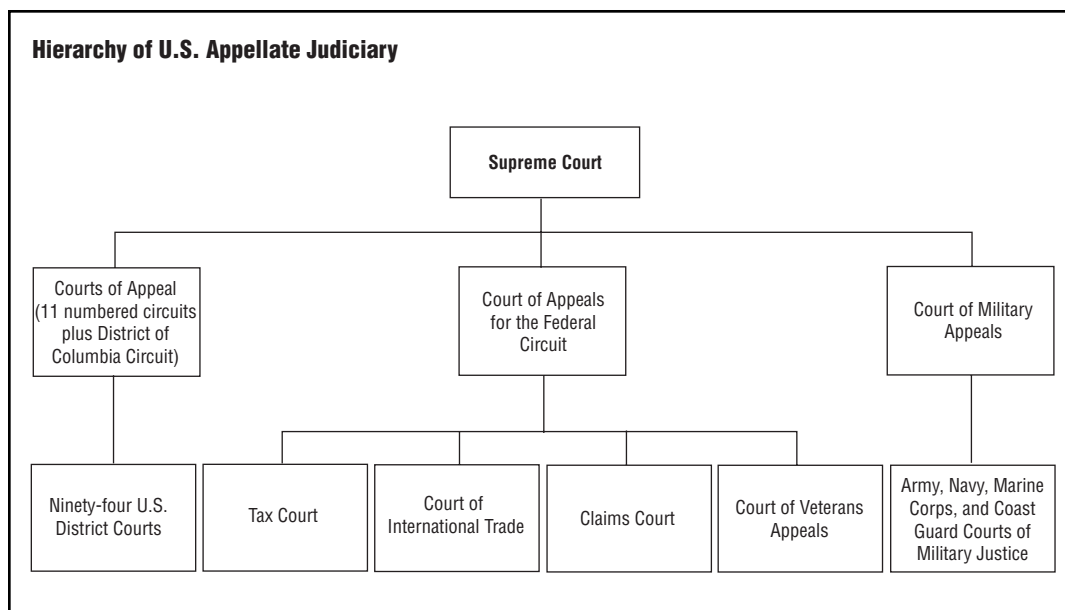 Hierarchy of U.S. Appellate Judiciary
Supreme Court
Courts of Appeal
(11 numbered circuits
plus District of
Columbia Circuit)
Court of Appeals
for the Federal
Circuit
Court of Military
Appeals
Ninety-four U.S.
District Courts
Tax Court
Court of
International Trade
Claims Court
Court of Veterans
Appeals
Army, Navy, Marine
Corps, and Coast
Guard Courts of
Military Justice